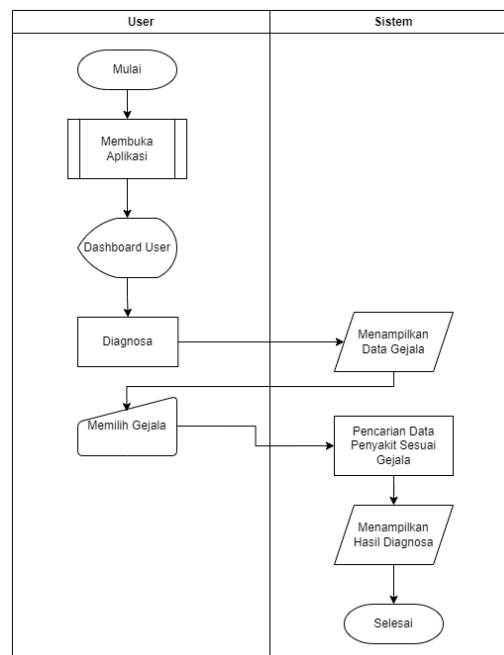 User
Sistem
Mulai
Membuka
Aplikasi
Dashboard User
Diagnosa
Menampilkan
Data Gejala
Memilih Gejala
Pencarian Data
Penyakit Sesuai
Gejala
Menampilkan
Hasil Diagnosa
Selesai